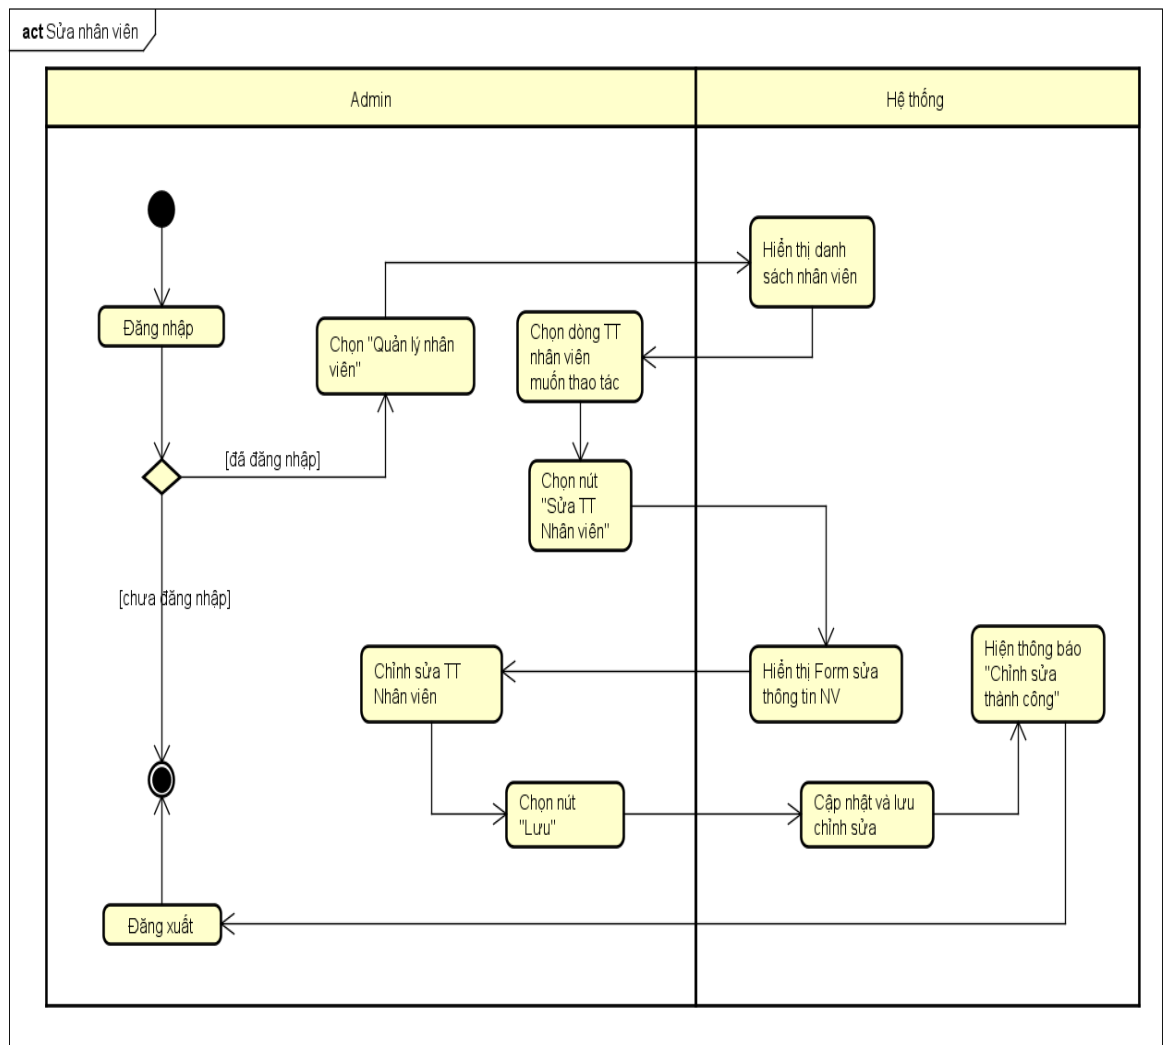 act Sửa nhân viên
Admin
Hệ thống
Đăng nhập
[đã đăng nhập]
[chưa đăng nhập]
Chọn "Quản lý nhân
viên"
Hiển thị danh
sách nhân viên
Chọn dòng TT
nhân viên
muốn thao tác
Chọn nút
"Sửa TT
Nhân viên"
Hiển thị Form sửa
thông tin NV
Chỉnh sửa TT
Nhân viên
Chọn nút
"Lưu"
Cập nhật và lưu
chỉnh sửa
Hiện thông báo
"Chỉnh sửa
thành công"
Đăng xuất